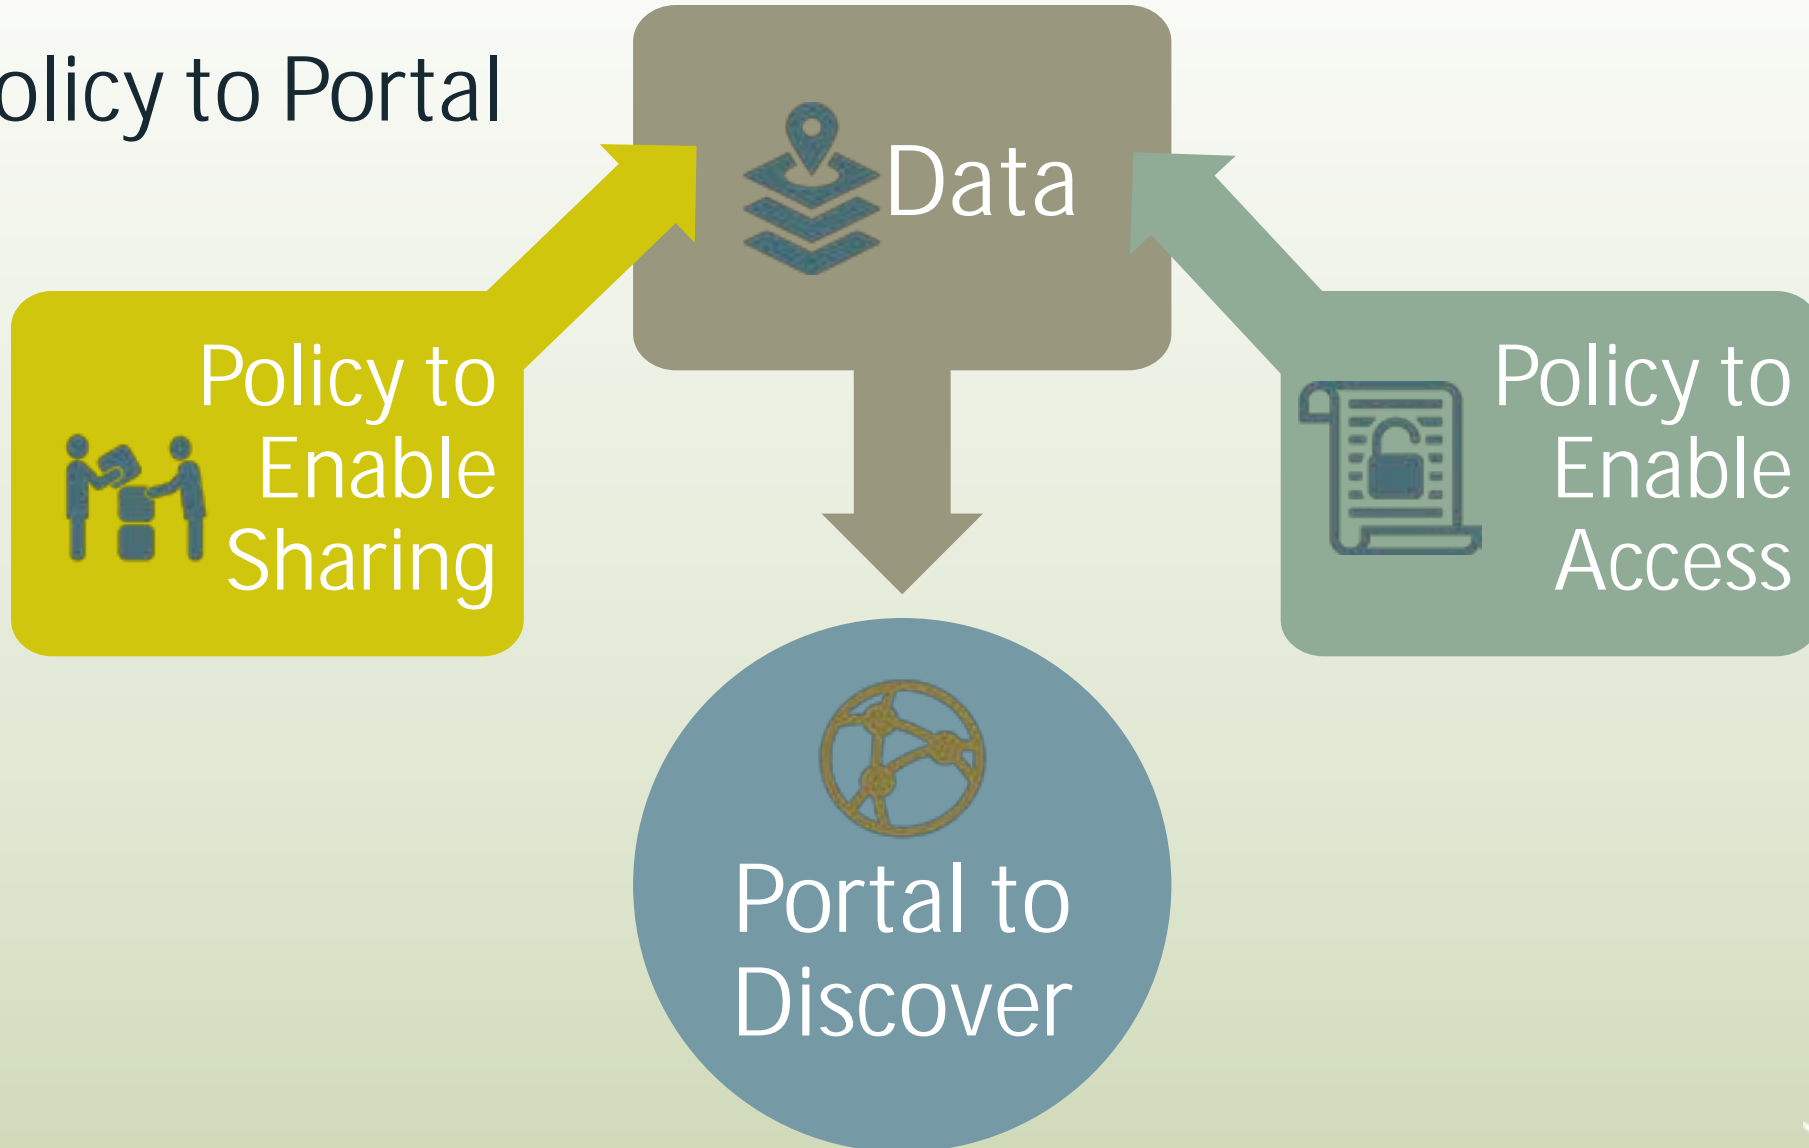 olicy to Portal
Data
Policy to
Enable
Sharing
Policy to
Enable
Access
Portal to
Discover